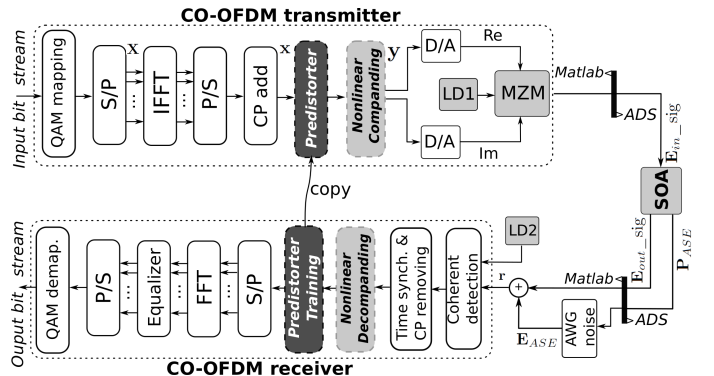 CO-OFDM transmitter
Input bit stream
QAM mapping
S/P
X
IFFT
P/S
CP add
x
Predistorter
Nonlinear
Companding
y
D/A
Re
D/A
Im
LD1
MZM
Matlab
ADS
E_in_sig
SOA
E_out_sig
P_ASE
copy
Ouput bit stream
QAM demap.
P/S
Equalizer
FFT
S/P
Predistorter
Training
Nonlinear
Decompanding
Time synch. &
CP removing
Coherent
detection
LD2
r
+
Matlab
ADS
AWG
noise
E_ASE
CO-OFDM receiver